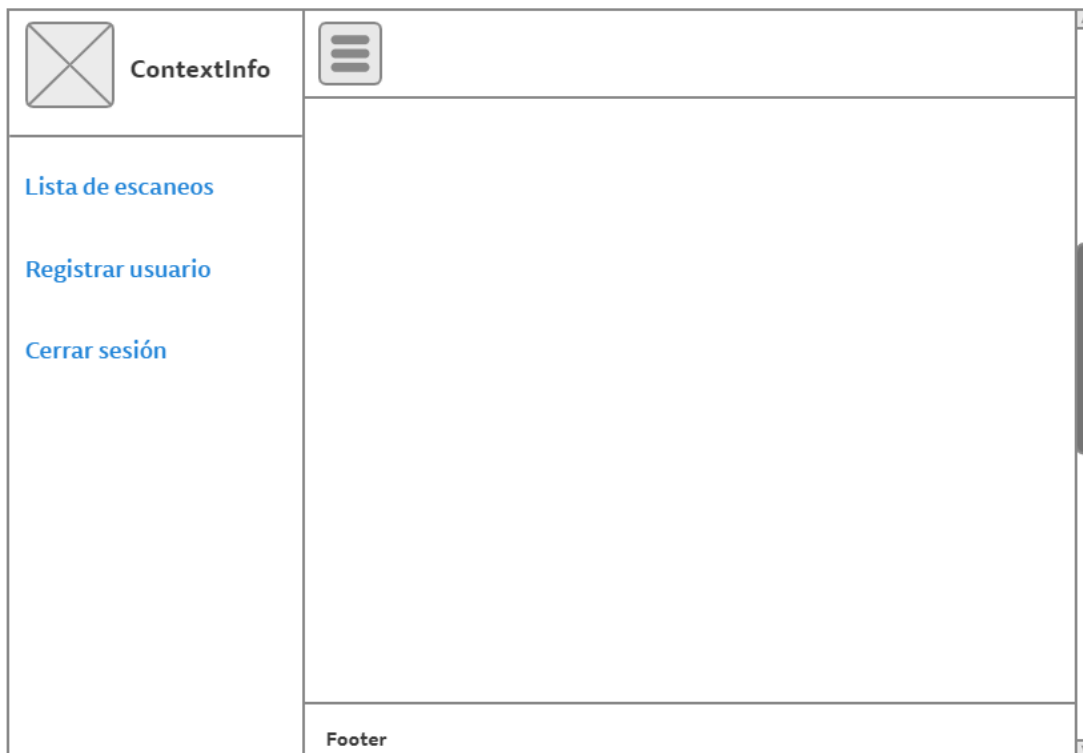 ContextInfo
Lista de escaneos
Registrar usuario
Cerrar sesión
Footer